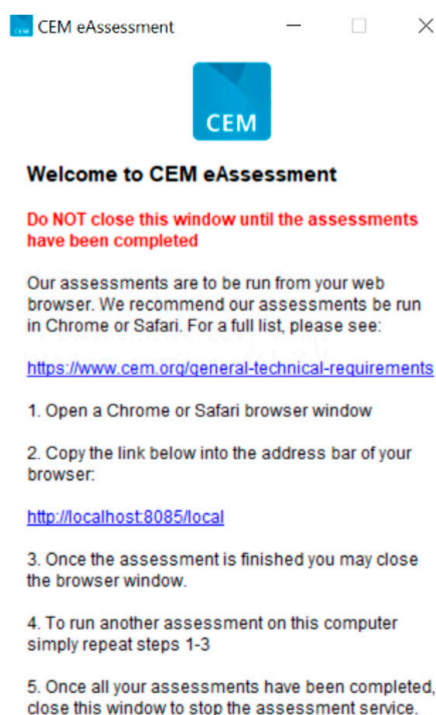 CEM eAssessment
CEM
Welcome to CEM eAssessment
Do NOT close this window until the assessments
have been completed
Our assessments are to be run from your web
browser. We recommend our assessments be run
in Chrome or Safari. For a full list, please see:
https://www.cem.org/general-technical-requirements
1. Open a Chrome or Safari browser window
2. Copy the link below into the address bar of your
browser:
http://localhost:8085/local
3. Once the assessment is finished you may close
the browser window.
4. To run another assessment on this computer
simply repeat steps 1-3
5. Once all your assessments have been completed,
close this window to stop the assessment service.